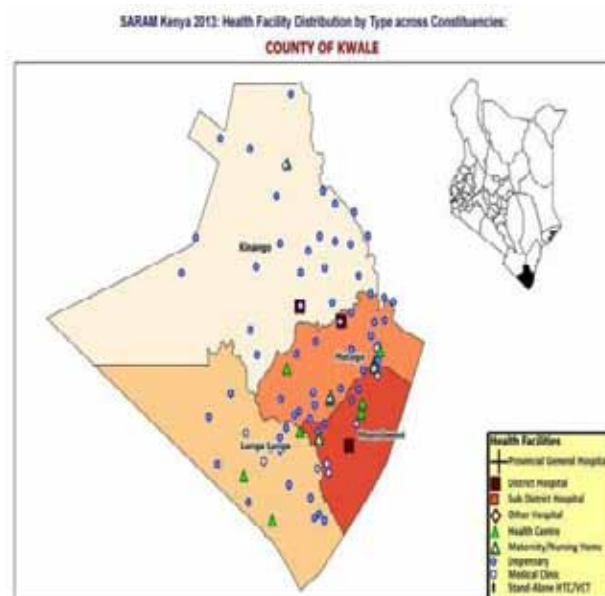 SARAM Kenya 2013: Health Facility Distribution by Type across Constituencies:
COUNTY OF KWALE
Kinango
Matuga
Lunga Lunga
Health Facilities
Provincial General Hospital
District Hospital
Sub District Hospital
Other Hospital
Health Centre
Maternity/Nursing Home
Dispensary
Medical Clinic
Stand-Alone HTC/VCT